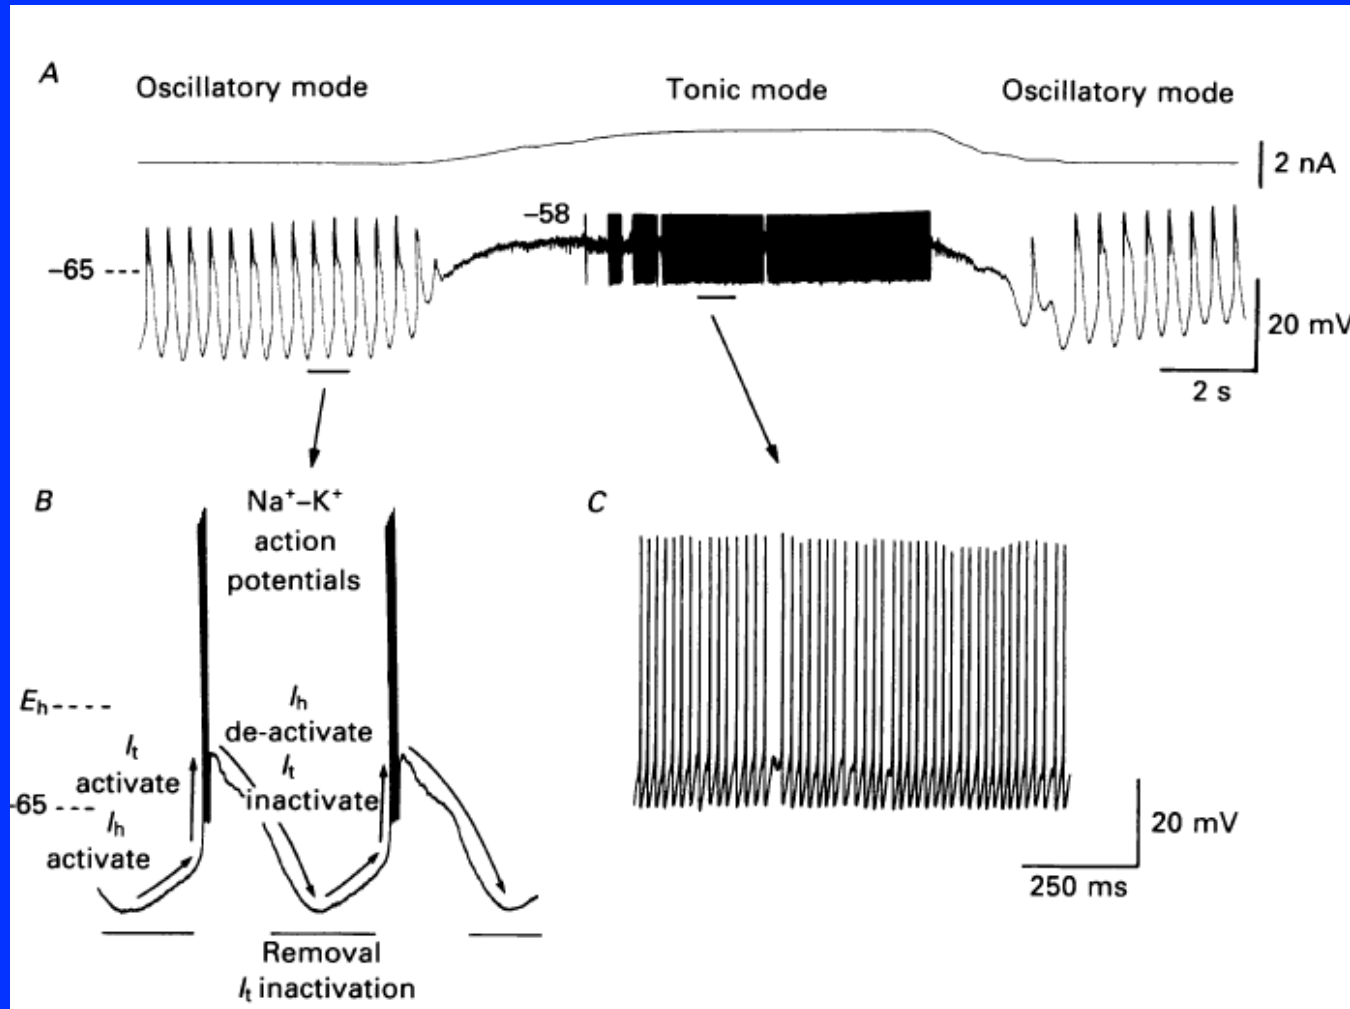 A
Oscillatory mode
Tonic mode
Oscillatory mode
2 nA
–58
–65
20 mV
2 s
B
Na⁺–K⁺
action
potentials
C
Eₕ
Iₕ
de-activate
Iₜ
activate
Iₜ
inactivate
-65
Iₕ
activate
20 mV
250 ms
Removal
Iₜ inactivation